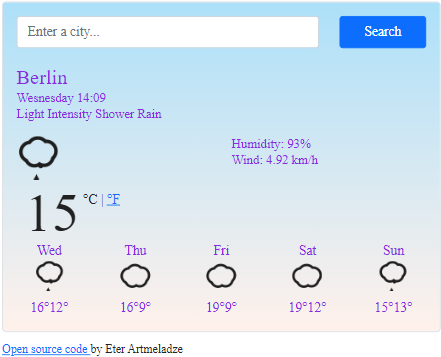 Enter a city...
Search
Berlin
Wesnesday 14:09
Light Intensity Shower Rain
Humidity: 93%
Wind: 4.92 km/h
15 °C | °F
Wed Thu Fri Sat Sun
16°12° 16°9° 19°9° 19°12° 15°13°
Open source code by Eter Artmeladze